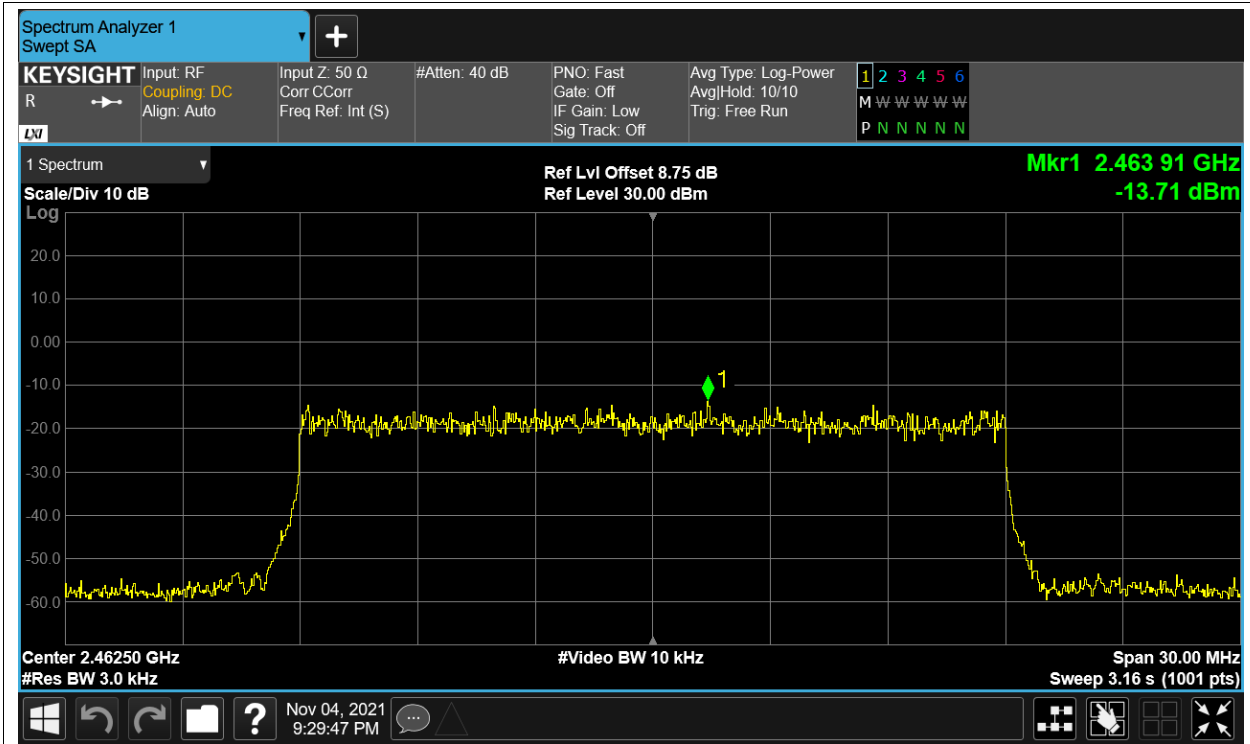 Spectrum Analyzer 1
Swept SA
KEYSIGHT
R
LXI
Input: RF
Coupling: DC
Align: Auto
Input Z: 50 Ω
Corr CCorr
Freq Ref: Int (S)
#Atten: 40 dB
PNO: Fast
Gate: Off
IF Gain: Low
Sig Track: Off
Avg Type: Log-Power
Avg|Hold: 10/10
Trig: Free Run
1 2 3 4 5 6
M W W W W W W
P N N N N N N
1 Spectrum
Scale/Div 10 dB
Log
Ref Lvl Offset 8.75 dB
Ref Level 30.00 dBm
Mkr1 2.463 91 GHz
-13.71 dBm
20.0
10.0
0.00
-10.0
-20.0
-30.0
-40.0
-50.0
-60.0
1
Center 2.46250 GHz
#Res BW 3.0 kHz
#Video BW 10 kHz
Span 30.00 MHz
Sweep 3.16 s (1001 pts)
?
Nov 04, 2021
9:29:47 PM